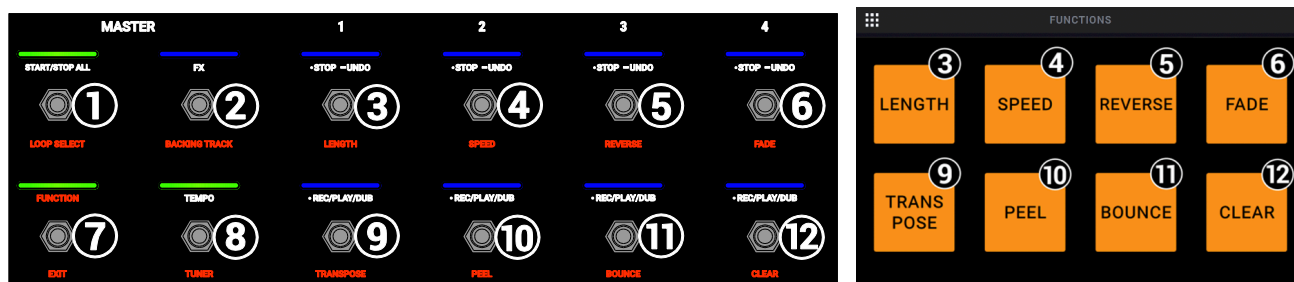 MASTER 1 2 3 4
START/STOP ALL FX •STOP –UNDO •STOP –UNDO •STOP –UNDO •STOP –UNDO
1 2 3 4 5 6
LOOP SELECT BACKING TRACK LENGTH SPEED REVERSE FADE
FUNCTION TEMPO •REC/PLAY/DUB •REC/PLAY/DUB •REC/PLAY/DUB •REC/PLAY/DUB
7 8 9 10 11 12
EXIT TUNER TRANSPOSE PEEL BOUNCE CLEAR
FUNCTIONS
3 4 5 6
LENGTH SPEED REVERSE FADE
9 10 11 12
TRANS
POSE PEEL BOUNCE CLEAR